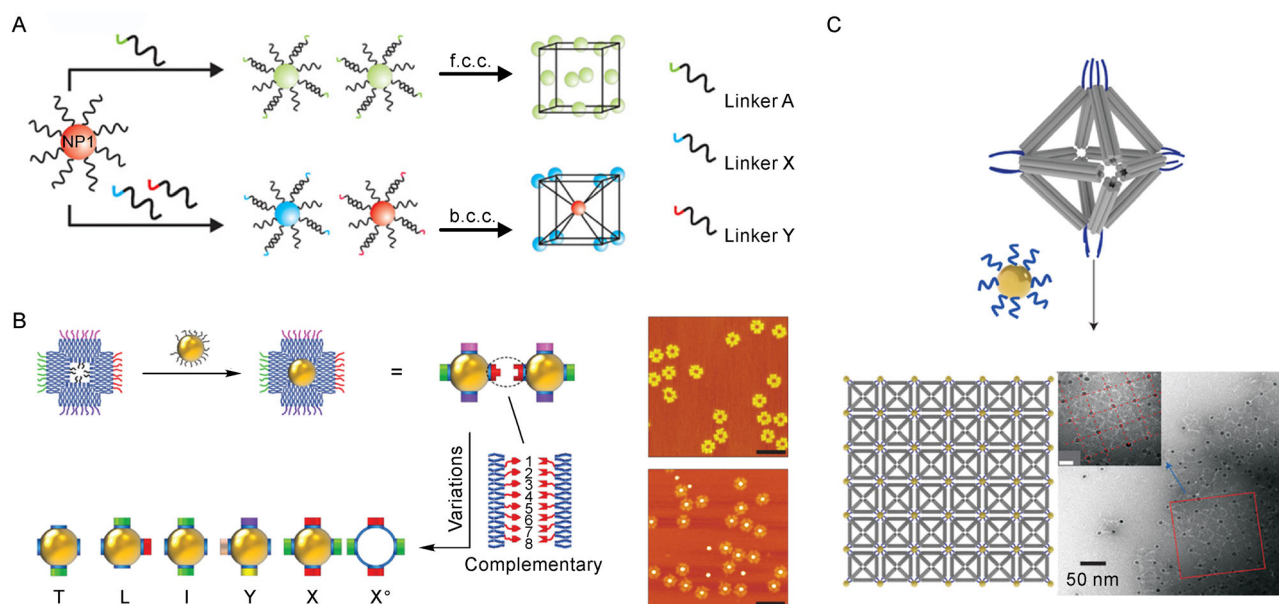 A
f.c.c.
NP1
b.c.c.
Linker A
Linker X
Linker Y
B
=
Variations
1
2
3
4
5
6
7
8
Complementary
T L I Y X X°
C
50 nm